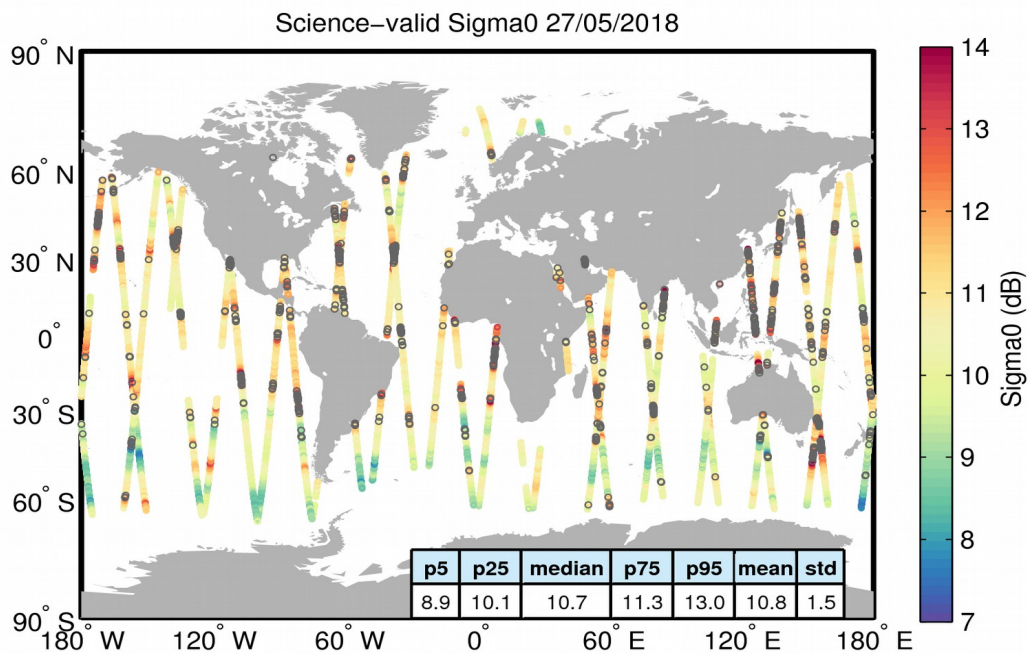 Science−valid Sigma0 27/05/2018
90° N
60° N
30° N
0°
30° S
60° S
90° S
180° W
120° W
60° W
0°
60° E
120° E
180° E
p5 p25 median p75 p95 mean std
8.9 10.1 10.7 11.3 13.0 10.8 1.5
14
13
12
11
10
9
8
7
Sigma0 (dB)